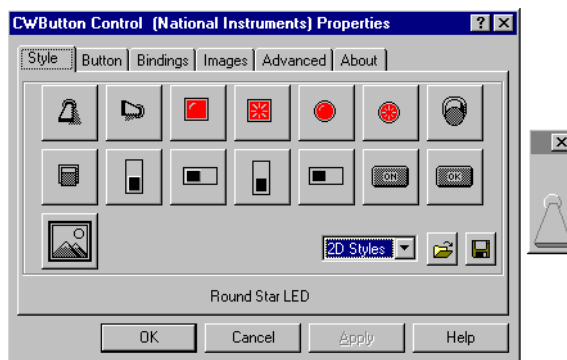 CWButton Control (National Instruments) Properties
Style Button Bindings Images Advanced About
ON OK
2D Styles
Round Star LED
OK Cancel Apply Help